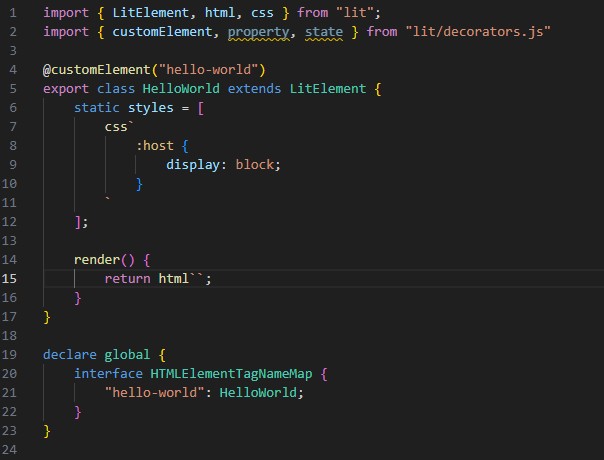 1 import { LitElement, html, css } from "lit";
2 import { customElement, property, state } from "lit/decorators.js"
3
4 @customElement("hello-world")
5 export class HelloWorld extends LitElement {
6     static styles = [
7         css`
8             :host {
9                 display: block;
10             }
11         `
12     ];
13
14     render() {
15         return html``;
16     }
17 }
18
19 declare global {
20     interface HTMLElementTagNameMap {
21         "hello-world": HelloWorld;
22     }
23 }
24